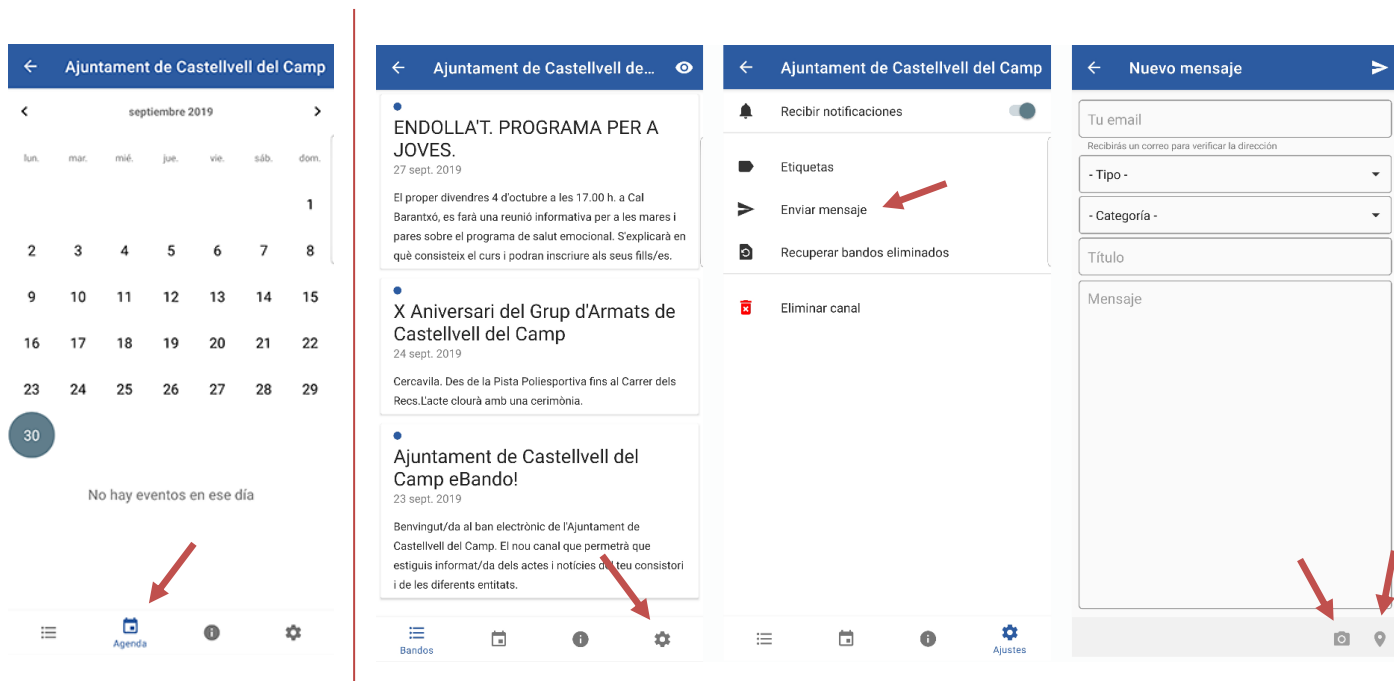 Ajuntament de Castellvell del Camp
septiembre 2019
lun. mar. mié. jue. vie. sáb. dom.
1
2 3 4 5 6 7 8
9 10 11 12 13 14 15
16 17 18 19 20 21 22
23 24 25 26 27 28 29
30
No hay eventos en ese día
Agenda
Ajuntament de Castellvell de...
ENDOLLA'T. PROGRAMA PER A
JOVES.
27 sept. 2019
El proper divendres 4 d'octubre a les 17.00 h. a Cal
Barantxó, es farà una reunió informativa per a les mares i
pares sobre el programa de salut emocional. S'explicarà en
què consisteix el curs i podran inscriure als seus fills/es.
X Aniversari del Grup d'Armats de
Castellvell del Camp
24 sept. 2019
Cercavila. Des de la Pista Poliesportiva fins al Carrer dels
Recs.L'acte clourà amb una cerimònia.
Ajuntament de Castellvell del
Camp eBando!
23 sept. 2019
Benvingut/da al ban electrònic de l'Ajuntament de
Castellvell del Camp. El nou canal que permetrà que
estiguis informat/da dels actes i notícies del teu consistori
i de les diferents entitats.
Bandos
Ajuntament de Castellvell del Camp
Recibir notificaciones
Etiquetas
Enviar mensaje
Recuperar bandos eliminados
Eliminar canal
Ajustes
Nuevo mensaje
Tu email
Recibirás un correo para verificar la dirección
- Tipo -
- Categoría -
Título
Mensaje